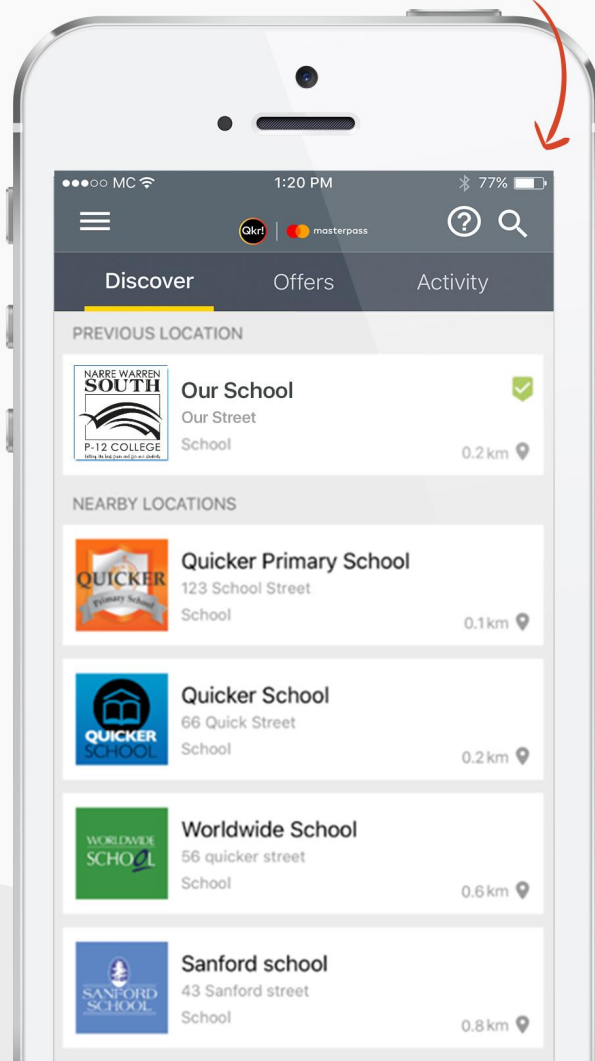 ●●●○○ MC 1:20 PM 77%
Qkr! | masterpass
Discover Offers Activity
PREVIOUS LOCATION
NARRE WARREN
SOUTH
P-12 COLLEGE
Our School
Our Street
School
0.2 km
NEARBY LOCATIONS
QUICKER
Primary School
Quicker Primary School
123 School Street
School
0.1 km
QUICKER
SCHOOL
Quicker School
66 Quick Street
School
0.2 km
WORLDWIDE
SCHOOL
Worldwide School
56 quicker street
School
0.6 km
SANFORD
SCHOOL
Sanford school
43 Sanford street
School
0.8 km